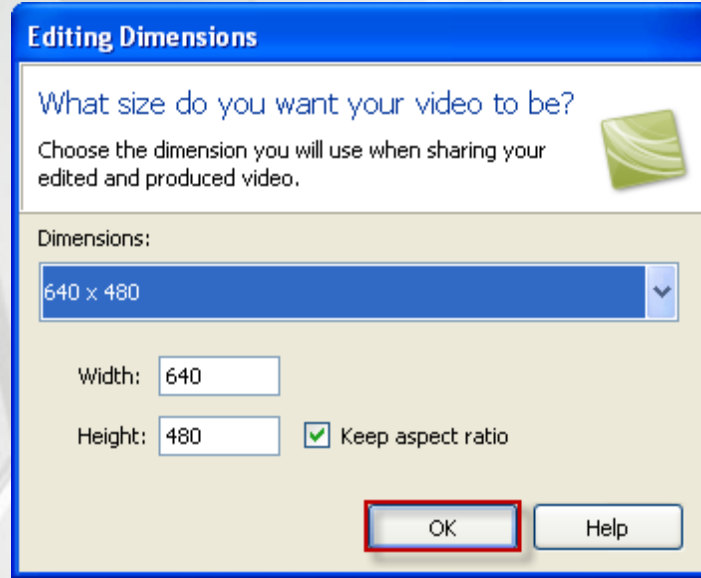 Editing Dimensions
What size do you want your video to be?
Choose the dimension you will use when sharing your
edited and produced video.
Dimensions:
640 x 480
Width: 640
Height: 480 Keep aspect ratio
OK Help